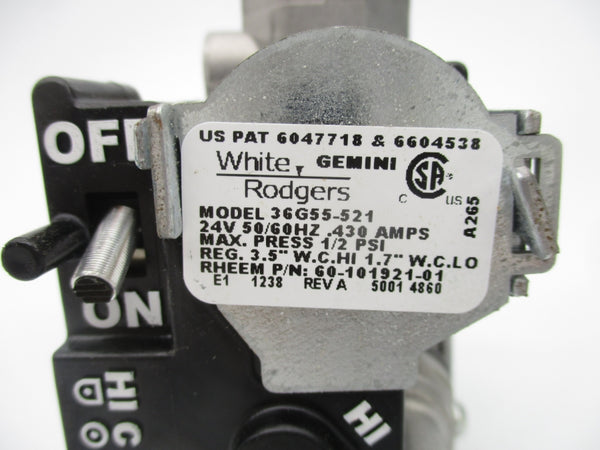 OFF
ON
HI C
US PAT 6047718 & 6604538
White GEMINI
Rodgers
SA
C US
A265
MODEL 36G55-521
24V 50/60HZ .430 AMPS
MAX. PRESS 1/2 PSI
REG. 3.5" W.C.HI 1.7" W.C.LO
RHEEM P/N: 60-101921-01
E1 1238 REV A 5001 4860
HI